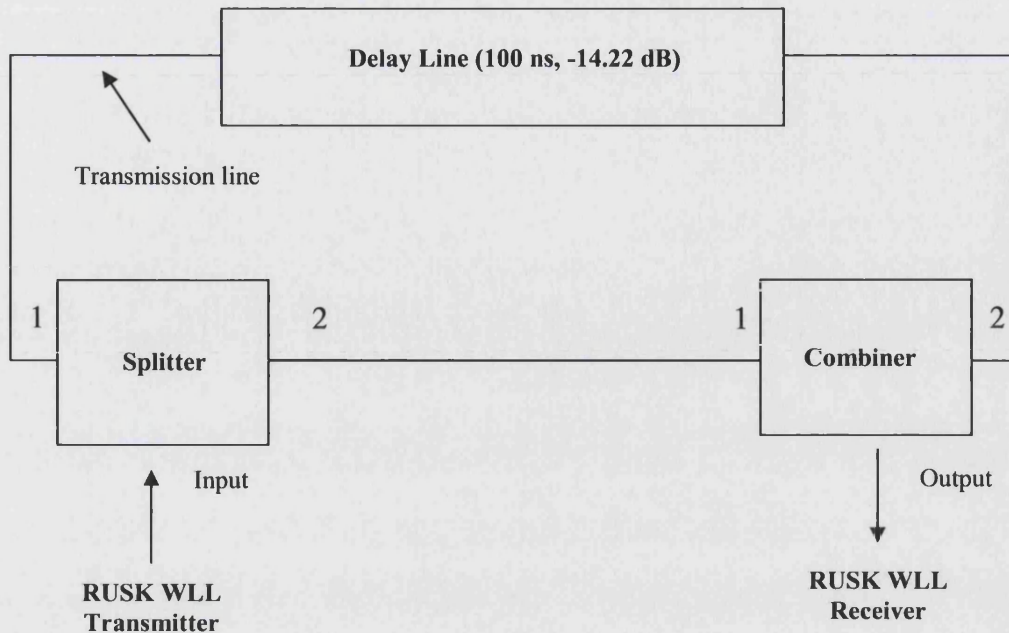 Delay Line (100 ns, -14.22 dB)
Transmission line
1
2
1
2
Splitter
Combiner
Input
Output
RUSK WLL
Transmitter
RUSK WLL
Receiver